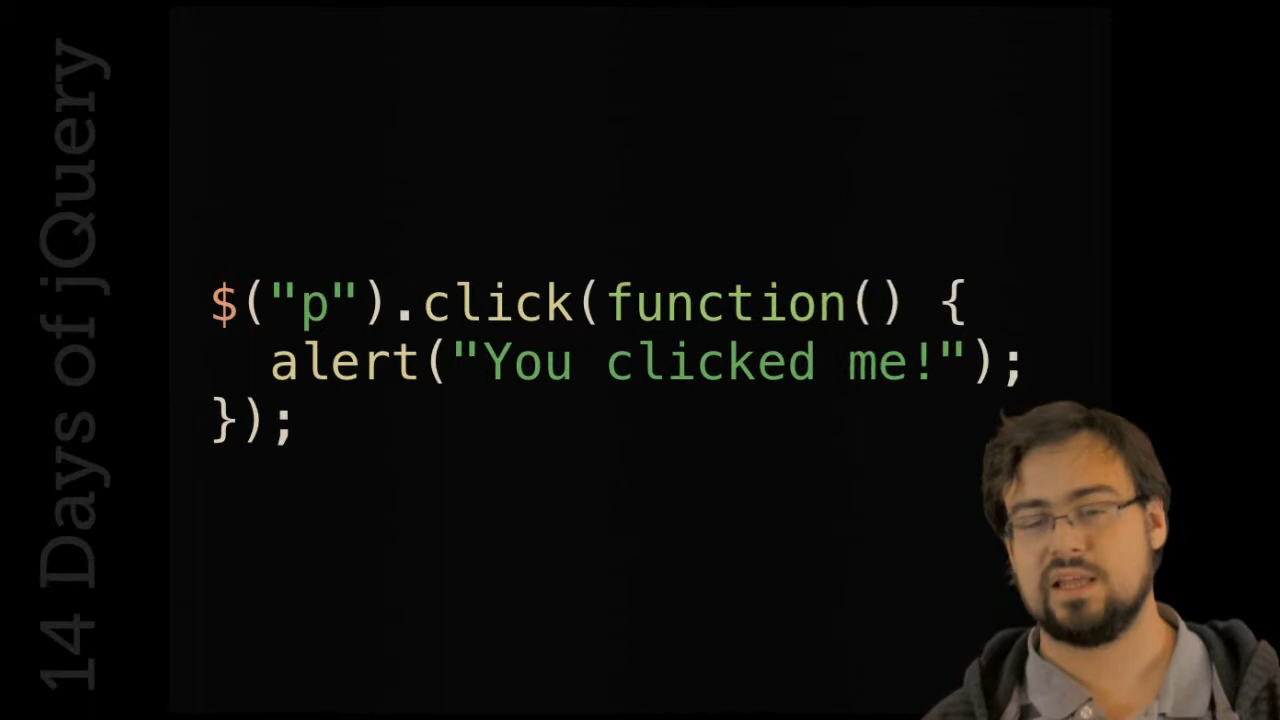 14 Days of jQuery
$("p").click(function() {
  alert("You clicked me!");
});